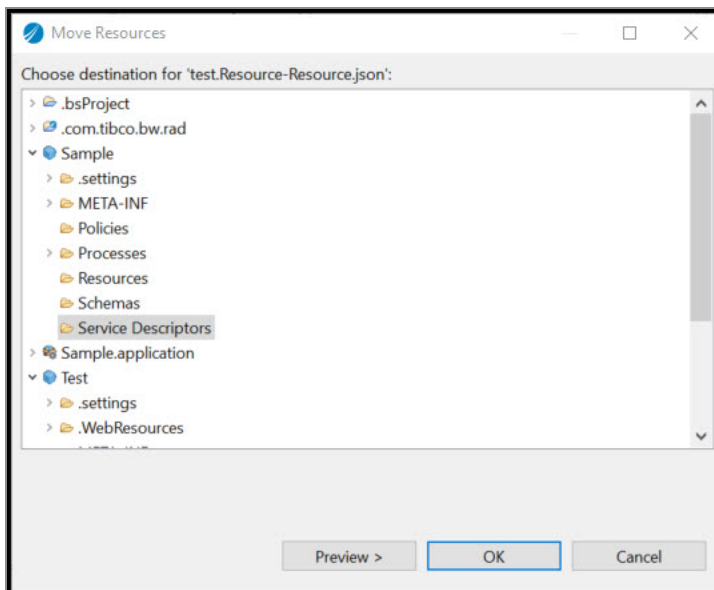 Move Resources
Choose destination for 'test.Resource-Resource.json':
.bsProject
.com.tibco.bw.rad
Sample
.settings
META-INF
Policies
Processes
Resources
Schemas
Service Descriptors
Sample.application
Test
.settings
.WebResources
Preview >
OK
Cancel